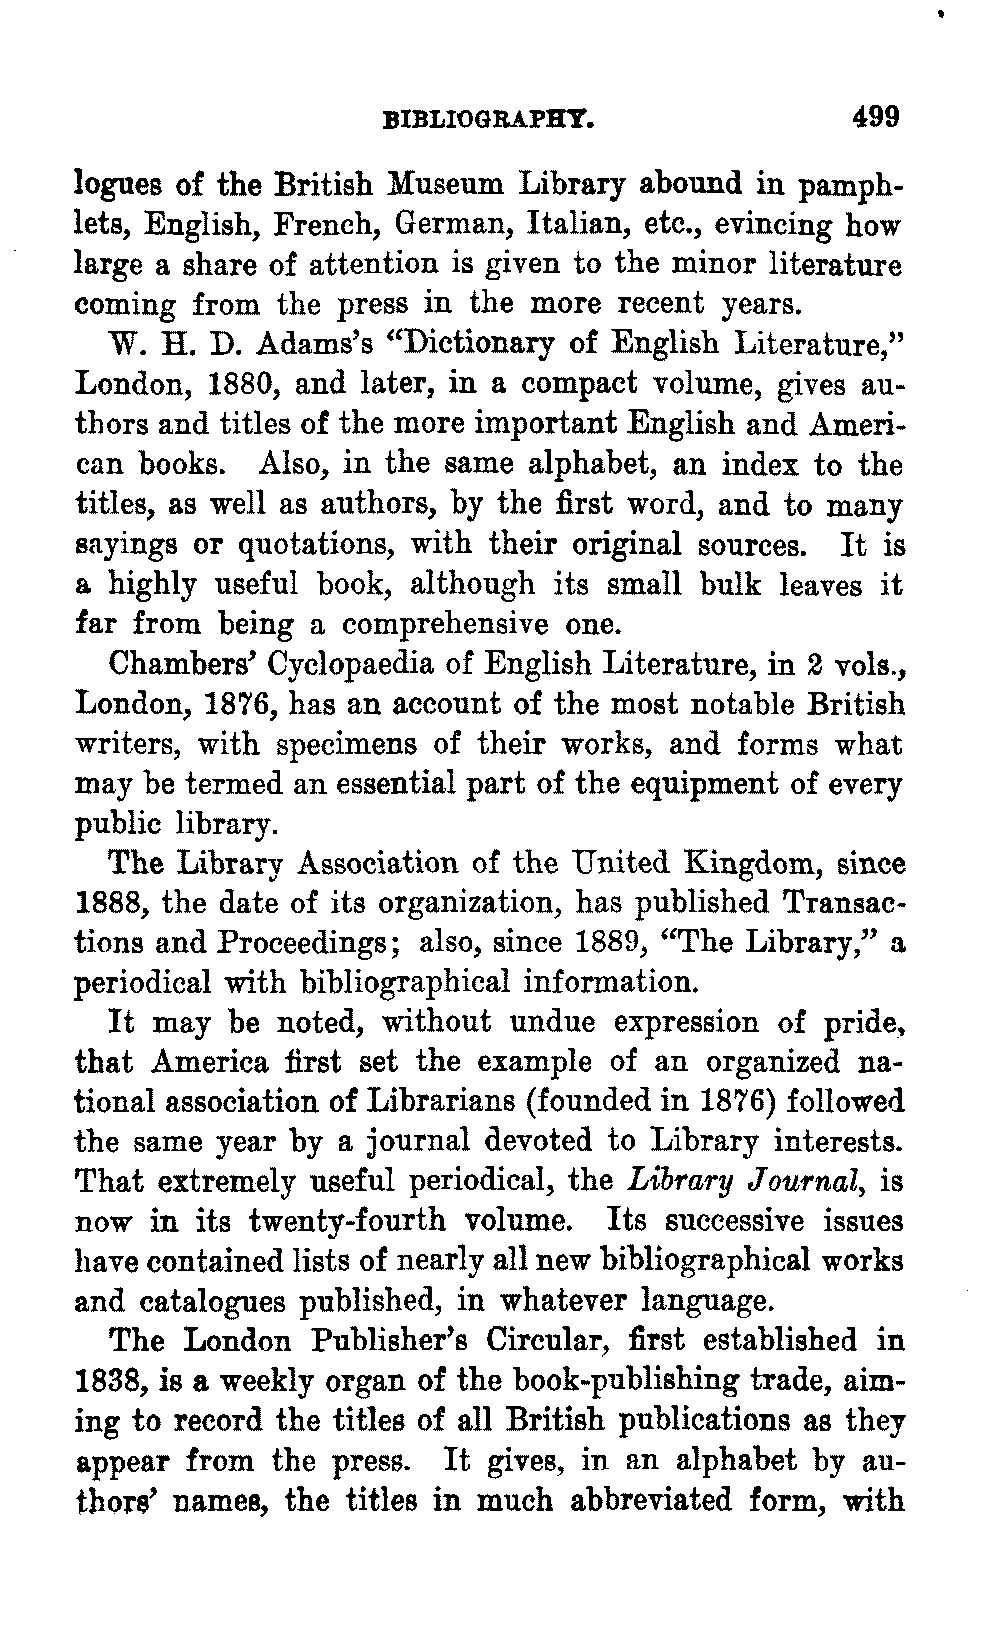 BIBLIOGRAPHY. 499
logues of the British Museum Library abound in pamph-
lets, English, French, German, Italian, etc., evincing how
large a share of attention is given to the minor literature
coming from the press in the more recent years.
W. H. D. Adams's “Dictionary of English Literature,”
London, 1880, and later, in a compact volume, gives au-
thors and titles of the more important English and Ameri-
can books. Also, in the same alphabet, an index to the
titles, as well as authors, by the first word, and to many
sayings or quotations, with their original sources. It is
a highly useful book, although its small bulk leaves it
far from being a comprehensive one.
Chambers' Cyclopaedia of English Literature, in 2 vols.,
London, 1876, has an account of the most notable British
writers, with specimens of their works, and forms what
may be termed an essential part of the equipment of every
public library.
The Library Association of the United Kingdom, since
1888, the date of its organization, has published Transac-
tions and Proceedings; also, since 1889, “The Library,” a
periodical with bibliographical information.
It may be noted, without undue expression of pride,
that America first set the example of an organized na-
tional association of Librarians (founded in 1876) followed
the same year by a journal devoted to Library interests.
That extremely useful periodical, the Library Journal, is
now in its twenty-fourth volume. Its successive issues
have contained lists of nearly all new bibliographical works
and catalogues published, in whatever language.
The London Publisher's Circular, first established in
1838, is a weekly organ of the book-publishing trade, aim-
ing to record the titles of all British publications as they
appear from the press. It gives, in an alphabet by au-
thors' names, the titles in much abbreviated form, with